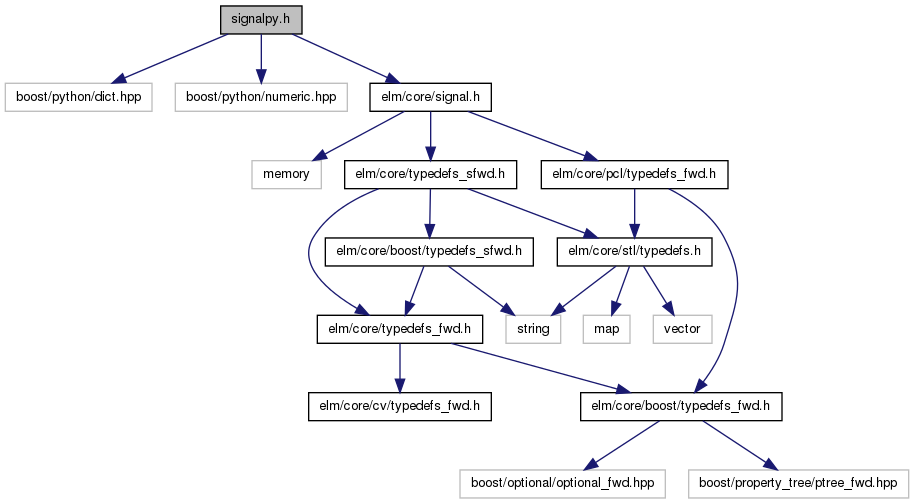 signalpy.h
boost/python/dict.hpp
boost/python/numeric.hpp
elm/core/signal.h
memory
elm/core/typedefs_sfwd.h
elm/core/pcl/typedefs_fwd.h
elm/core/boost/typedefs_sfwd.h
elm/core/stl/typedefs.h
elm/core/typedefs_fwd.h
string
map
vector
elm/core/cv/typedefs_fwd.h
elm/core/boost/typedefs_fwd.h
boost/optional/optional_fwd.hpp
boost/property_tree/ptree_fwd.hpp